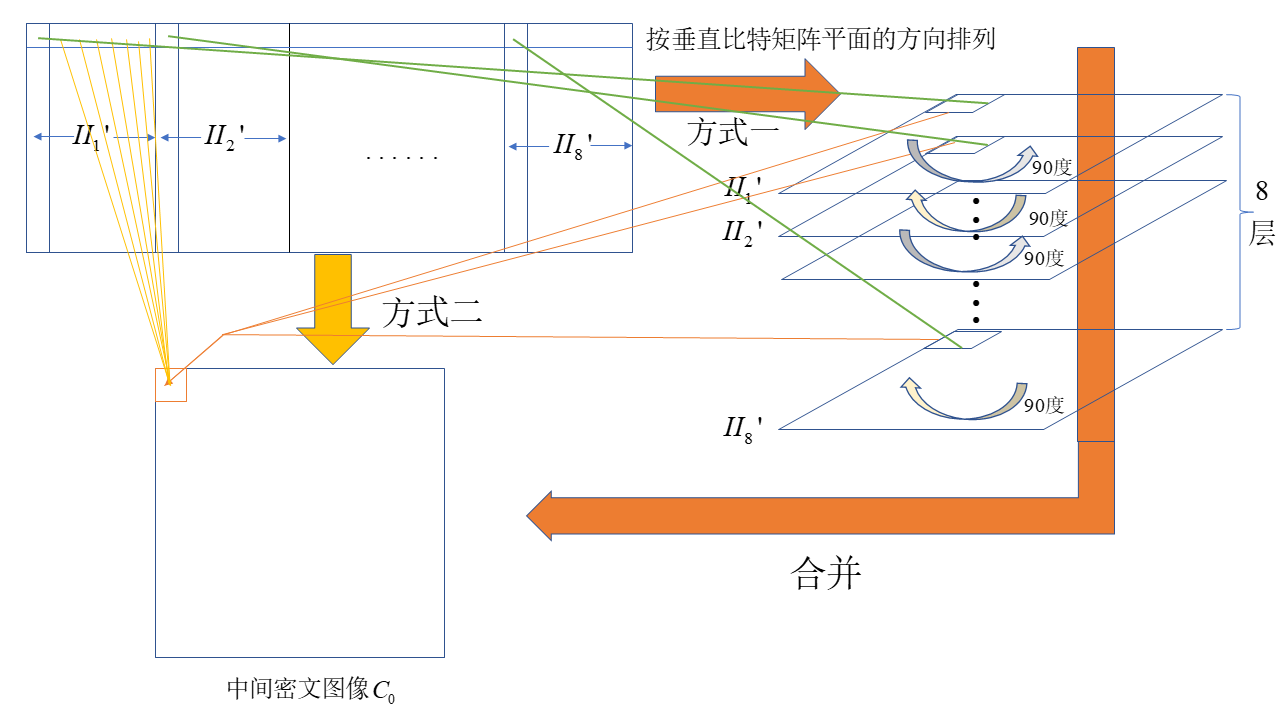 按垂直比特矩阵平面的方向排列
II₁'
II₂'
......
II₈'
方式一
方式二
II₁'
II₂'
II₈'
90度
90度
90度
90度
8
层
合并
中间密文图像C₀